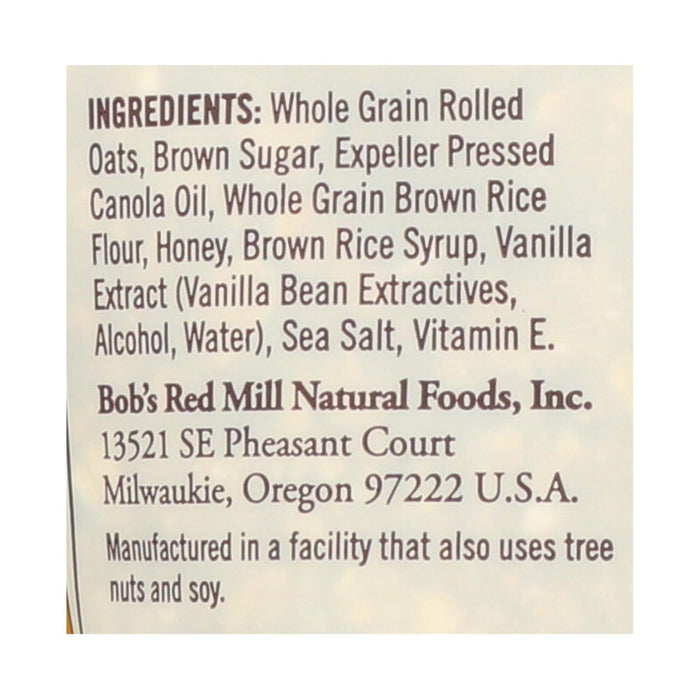 INGREDIENTS: Whole Grain Rolled
Oats, Brown Sugar, Expeller Pressed
Canola Oil, Whole Grain Brown Rice
Flour, Honey, Brown Rice Syrup, Vanilla
Extract (Vanilla Bean Extractives,
Alcohol, Water), Sea Salt, Vitamin E.
Bob's Red Mill Natural Foods, Inc.
13521 SE Pheasant Court
Milwaukie, Oregon 97222 U.S.A.
Manufactured in a facility that also uses tree
nuts and soy.